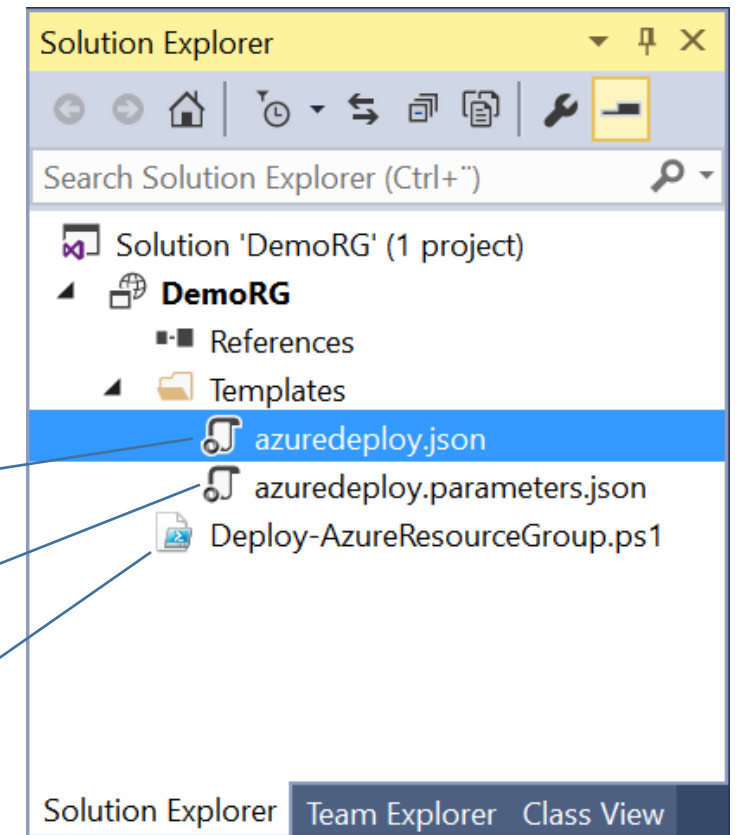 Solution Explorer
Search Solution Explorer (Ctrl+¨)
Solution 'DemoRG' (1 project)
DemoRG
References
Templates
azuredeploy.json
azuredeploy.parameters.json
Deploy-AzureResourceGroup.ps1
Solution Explorer Team Explorer Class View